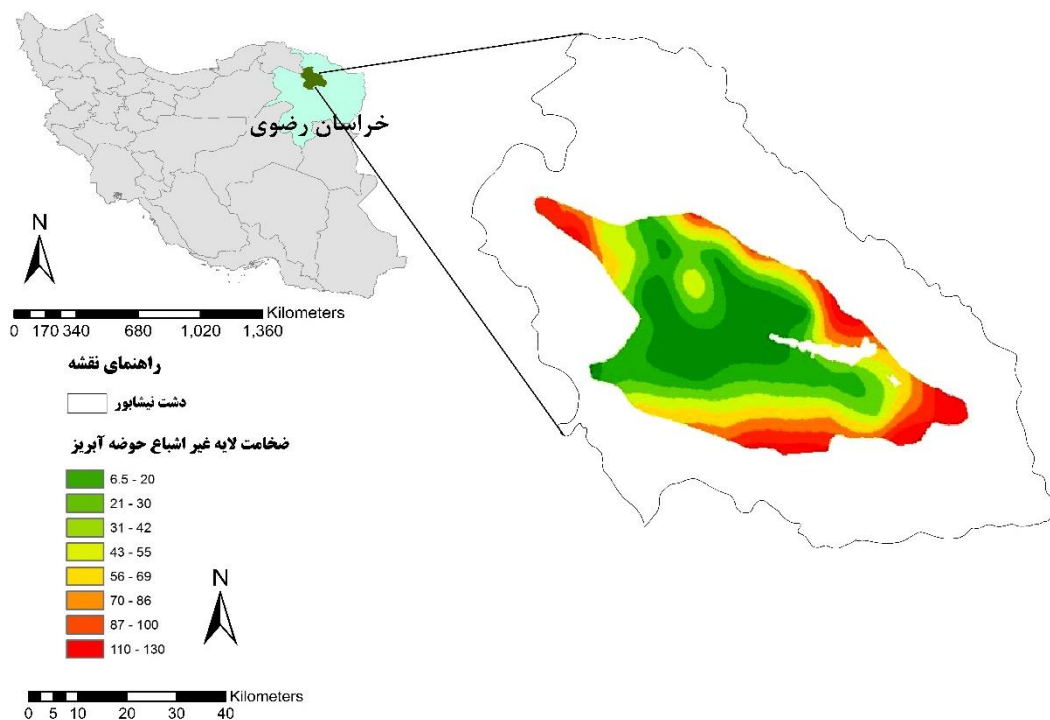 خراسان رضوی
N
Kilometers
0 170 340 680 1,020 1,360
راهنمای نقشه
دشت نیشابور
ضخامت لایه غیر اشباع حوضه آبریز
6.5 - 20
21 - 30
31 - 42
43 - 55
56 - 69
70 - 86
87 - 100
110 - 130
N
Kilometers
0 5 10 20 30 40